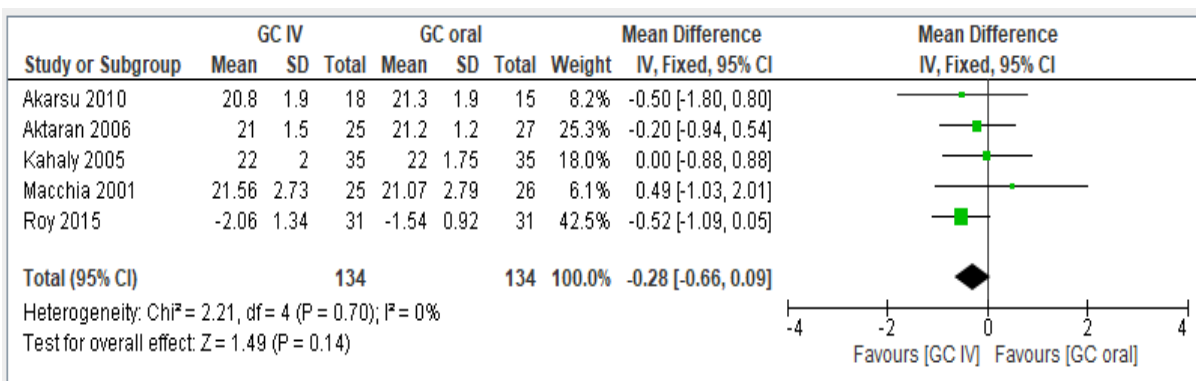 GC IV GC oral Mean Difference Mean Difference
Study or Subgroup Mean SD Total Mean SD Total Weight IV, Fixed, 95% CI IV, Fixed, 95% CI
Akarsu 2010 20.8 1.9 18 21.3 1.9 15 8.2% -0.50 [-1.80, 0.80]
Aktaran 2006 21 1.5 25 21.2 1.2 27 25.3% -0.20 [-0.94, 0.54]
Kahaly 2005 22 2 35 22 1.75 35 18.0% 0.00 [-0.88, 0.88]
Macchia 2001 21.56 2.73 25 21.07 2.79 26 6.1% 0.49 [-1.03, 2.01]
Roy 2015 -2.06 1.34 31 -1.54 0.92 31 42.5% -0.52 [-1.09, 0.05]
Total (95% CI) 134 134 100.0% -0.28 [-0.66, 0.09]
Heterogeneity: Chi² = 2.21, df = 4 (P = 0.70); I² = 0%
Test for overall effect: Z = 1.49 (P = 0.14)
-4 -2 0 2 4
Favours [GC IV] Favours [GC oral]